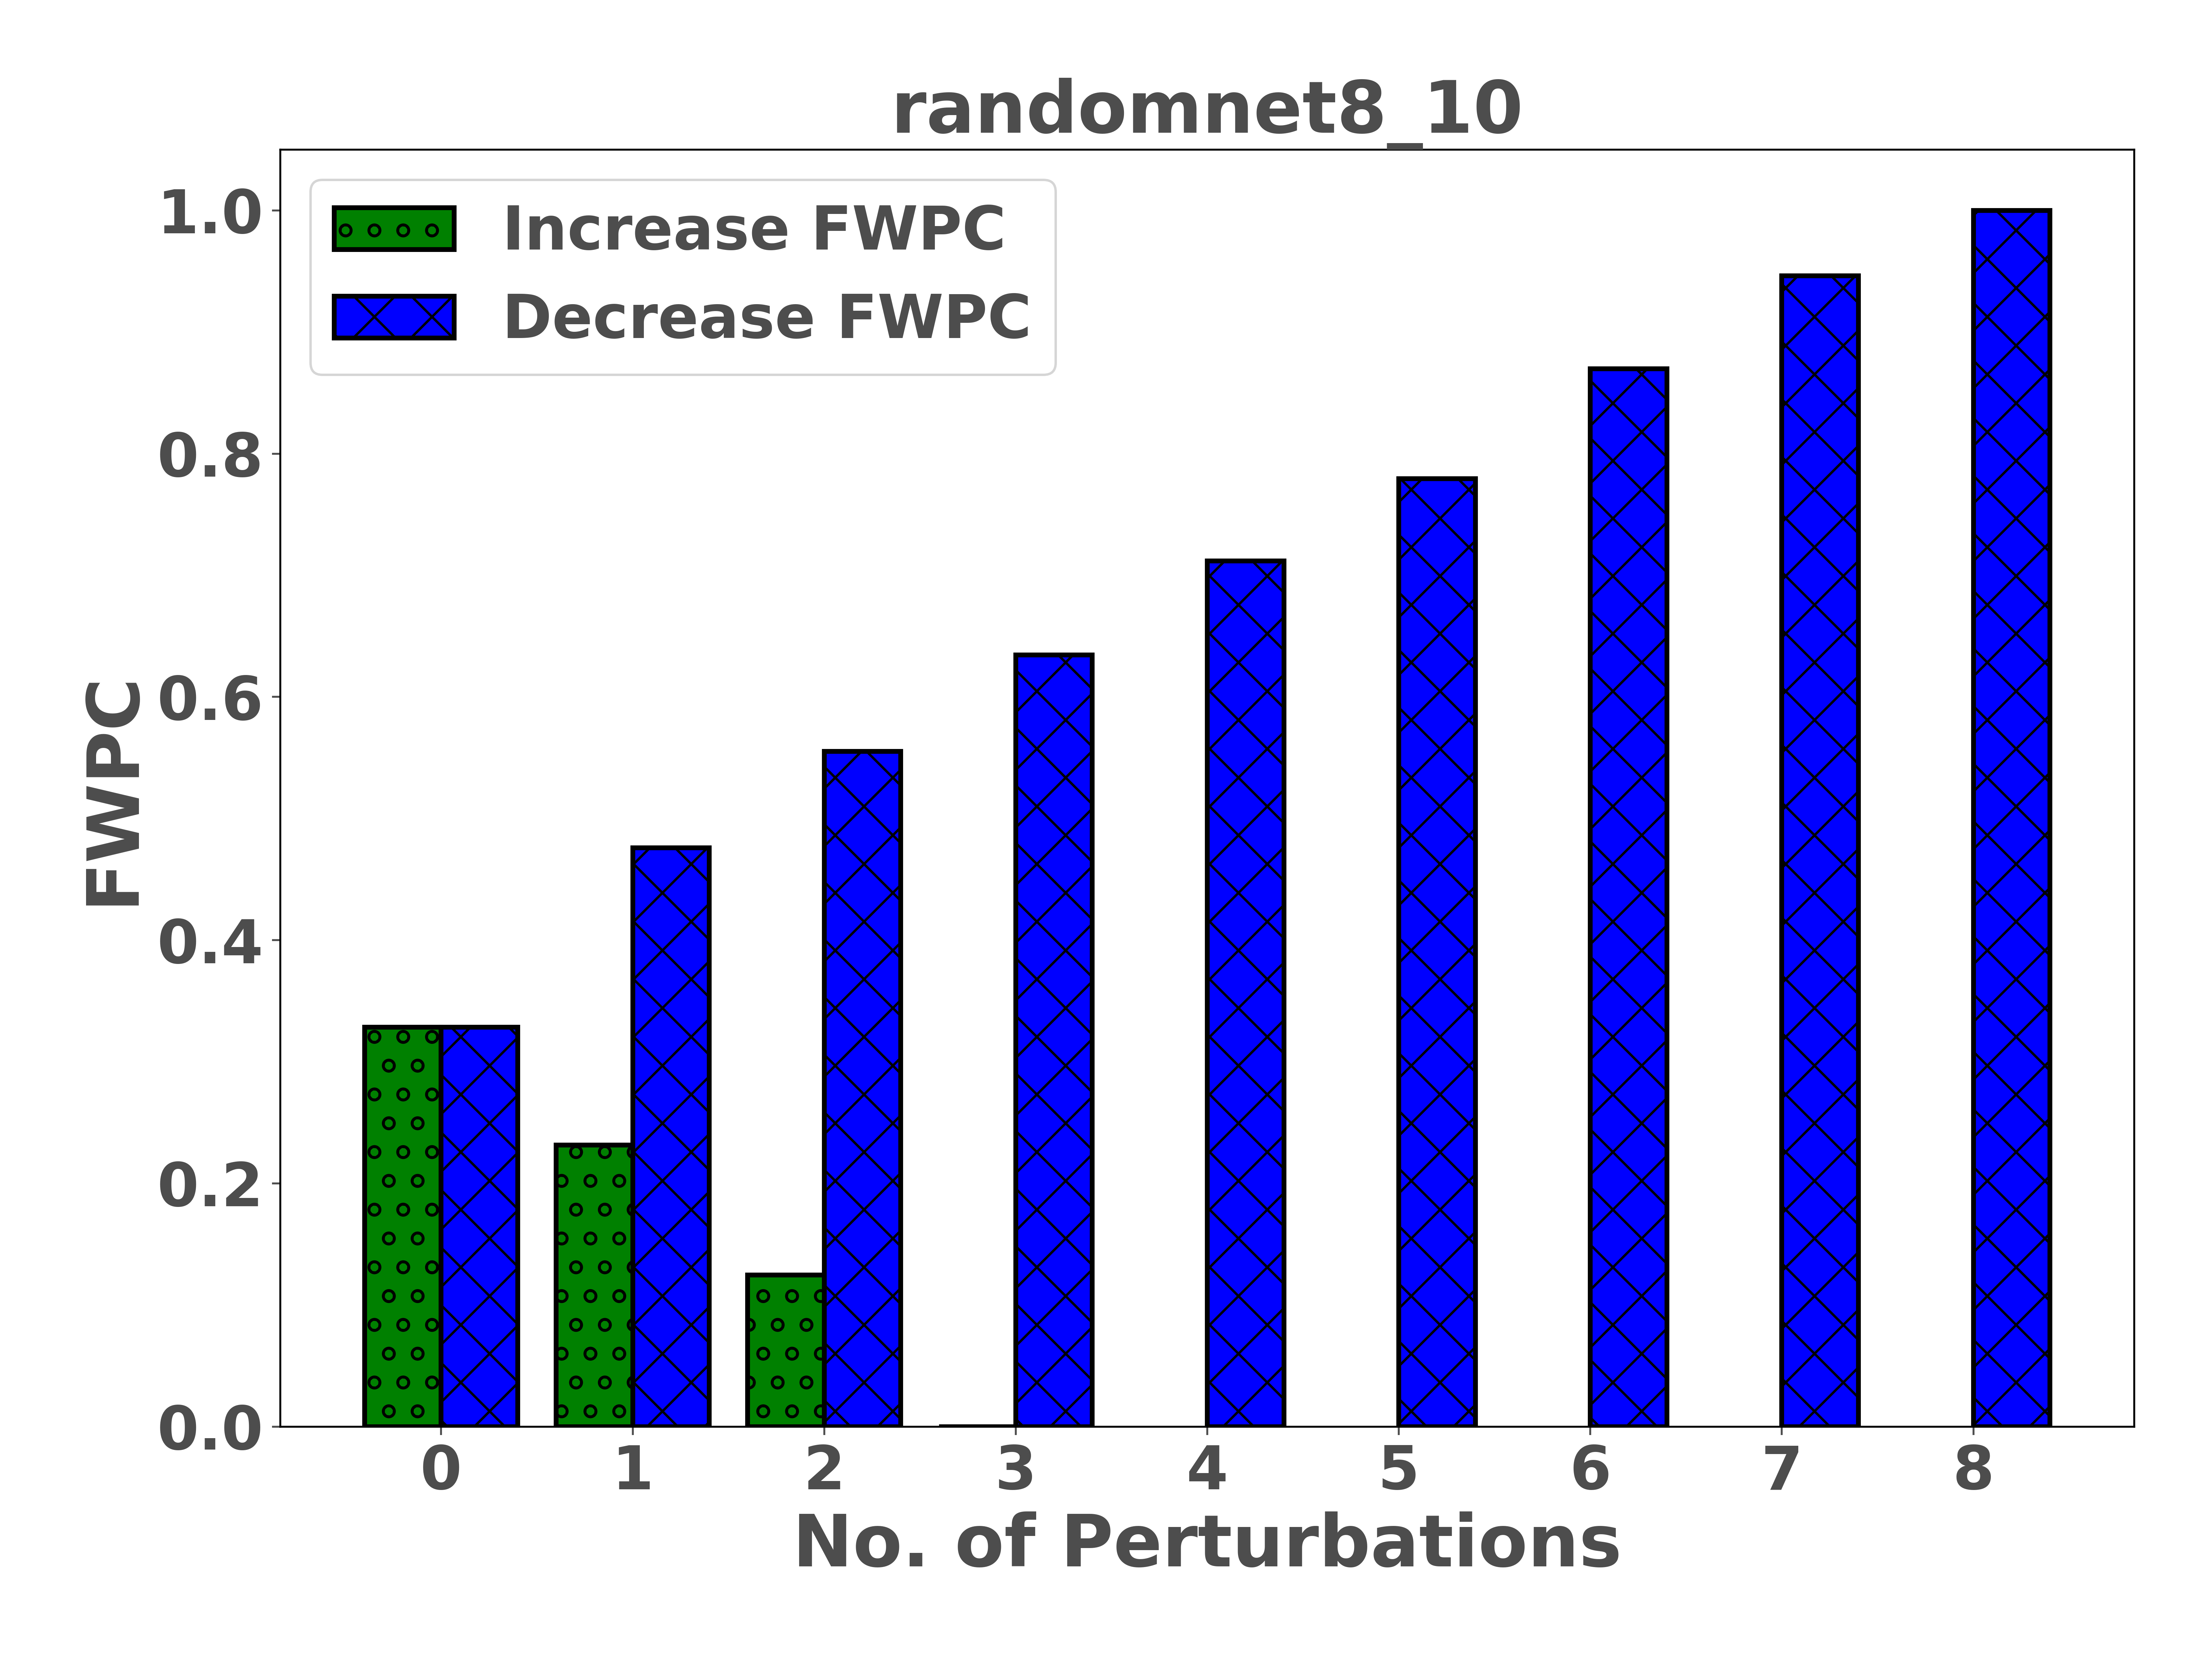 randomnet8_10
Increase FWPC
Decrease FWPC
FWPC
1.0
0.8
0.6
0.4
0.2
0.0
0 1 2 3 4 5 6 7 8
No. of Perturbations